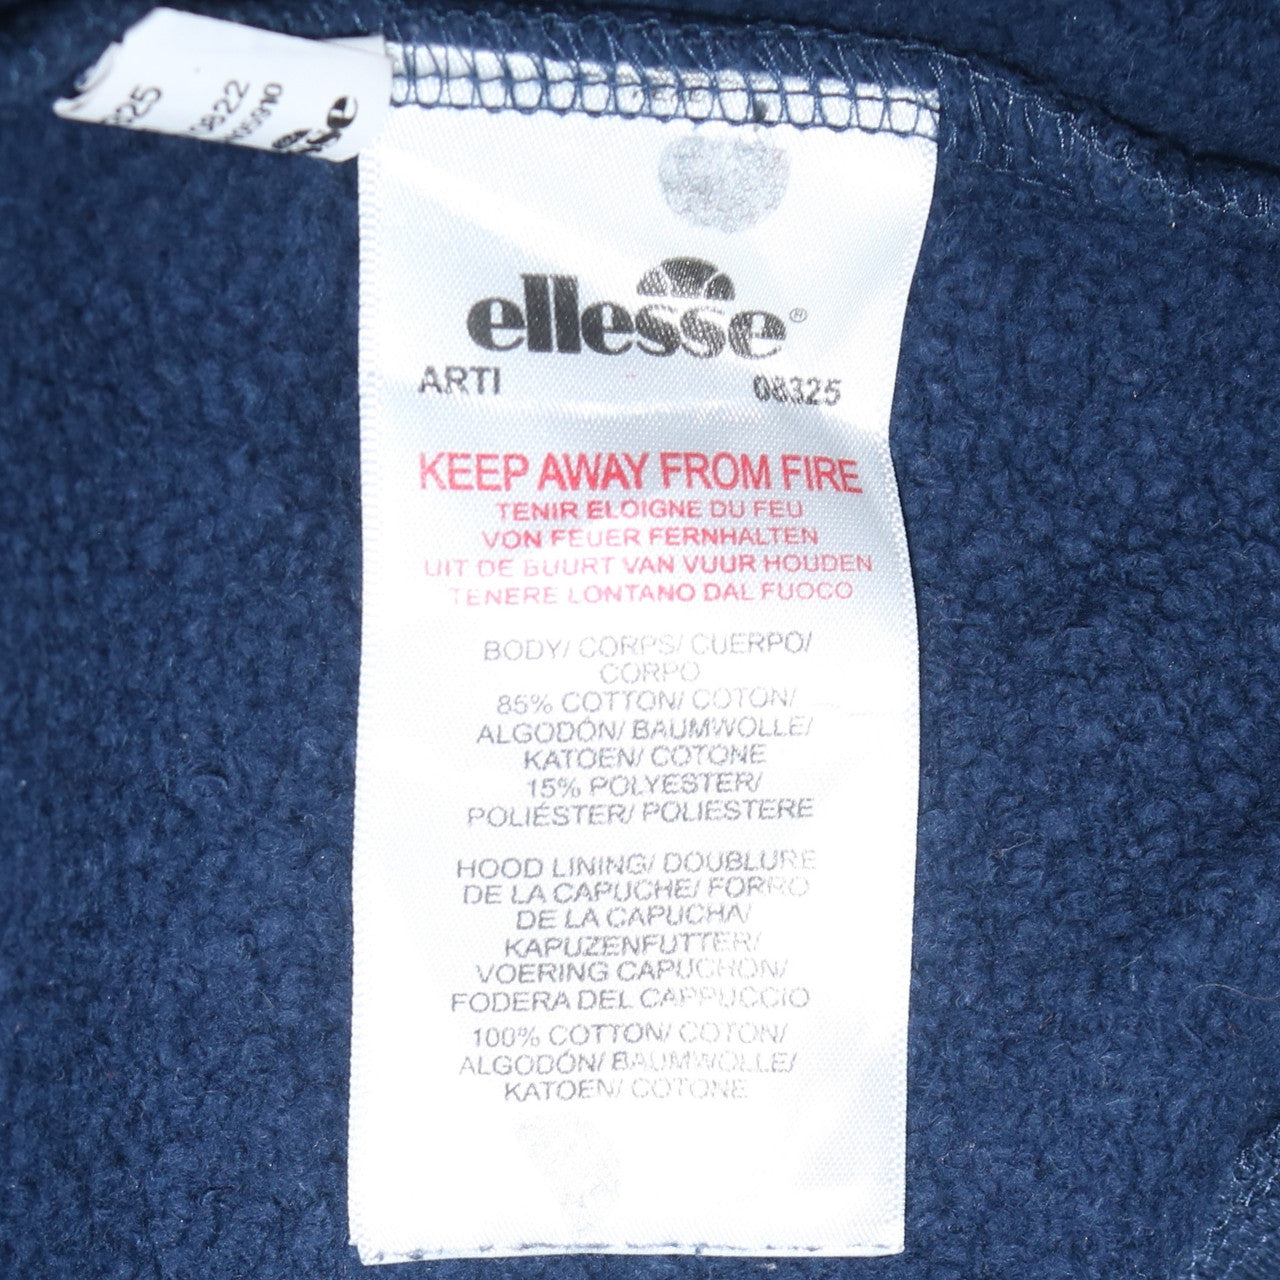 0822
ellesse®
ARTI 08325
KEEP AWAY FROM FIRE
TENIR ELOIGNE DU FEU
VON FEUER FERNHALTEN
UIT DE BUURT VAN VUUR HOUDEN
TENERE LONTANO DAL FUOCO
BODY/ CORPS/ CUERPO/
CORPO
85% COTTON/ COTON/
ALGODÓN/ BAUMWOLLE/
KATOEN/ COTONE
15% POLYESTER/
POLIÉSTER/ POLIESTERE
HOOD LINING/ DOUBLURE
DE LA CAPUCHE/ FORRO
DE LA CAPUCHA/
KAPUZENFUTTER/
VOERING CAPUCHON/
FODERA DEL CAPPUCCIO
100% COTTON/ COTON/
ALGODÓN/ BAUMWOLLE/
KATOEN/ COTONE